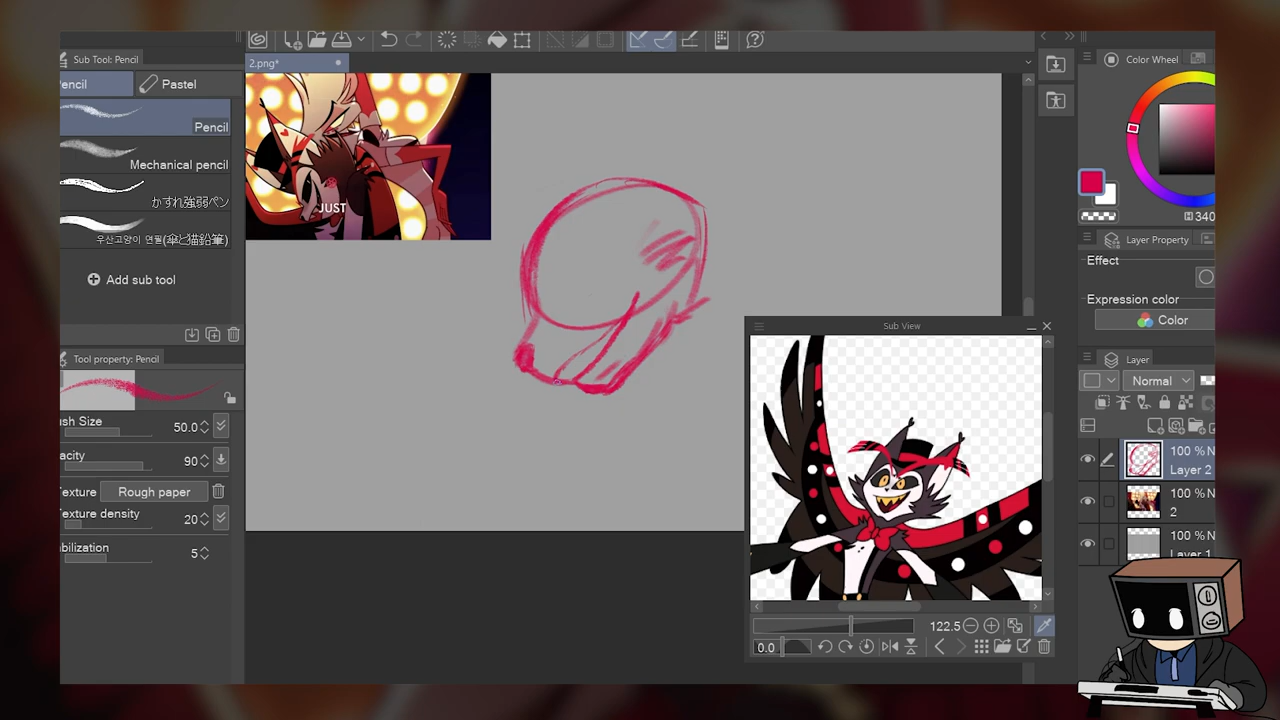 Sub Tool: Pencil
encil
Pastel
Pencil
Mechanical pencil
かすれ強弱ペン
우산고양이 연필(傘と猫鉛筆)
Add sub tool
Tool property: Pencil
ush Size 50.0
acity 90
exture Rough paper
exture density 20
bilization 5
2.png*
JUST
Sub View
122.5
0.0
Color Wheel
H 340
Layer Property
Effect
Expression color
Color
Layer
Normal
100 % N
Layer 2
100 % N
2
100 % N
Layer 1